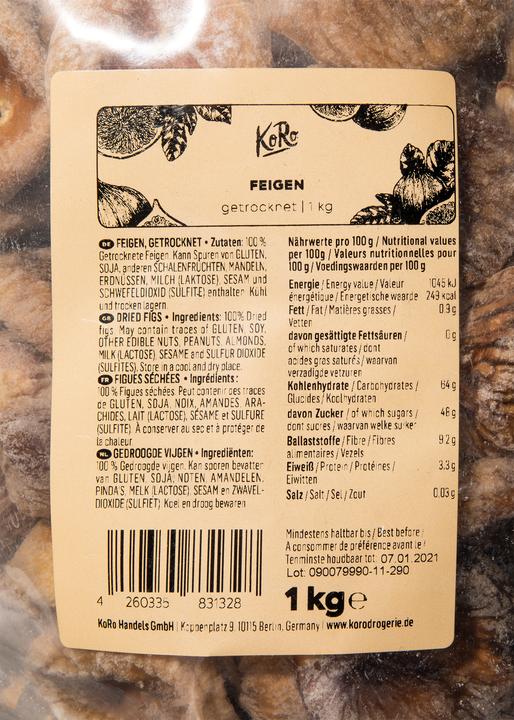 KoRo
FEIGEN
getrocknet | 1 kg
DE FEIGEN, GETROCKNET • Zutaten: 100 %
Getrocknete Feigen. Kann Spuren von GLUTEN,
SOJA, anderen SCHALENFRÜCHTEN, MANDELN,
ERDNÜSSEN, MILCH (LAKTOSE), SESAM und
SCHWEFELDIOXID (SULFITE) enthalten. Kühl
und trocken lagern.
GB DRIED FIGS • Ingredients: 100% Dried
figs. May contain traces of GLUTEN, SOY,
OTHER EDIBLE NUTS, PEANUTS, ALMONDS,
MILK (LACTOSE), SESAME and SULFUR DIOXIDE
(SULFITES). Store in a cool and dry place.
FR FIGUES SÉCHÉES • Ingrédients:
100 % Figues séchées. Peut contenir des traces
de GLUTEN, SOJA, NOIX, AMANDES, ARA-
CHIDES, LAIT (LACTOSE), SÉSAME et SULFURE
(SULFITE). À conserver au sec et à protéger de
la chaleur.
NL GEDROOGDE VIJGEN • Ingrediënten:
100 % Gedroogde vijgen. Kan sporen bevatten
van GLUTEN, SOJA, NOTEN, AMANDELEN,
PINDA'S, MELK (LACTOSE), SESAM en ZWAVEL-
DIOXIDE (SULFIET). Koel en droog bewaren
Nährwerte pro 100 g / Nutritional values
per 100g / Valeurs nutritionnelles pour
100 g / Voedingswaarden per 100 g
Energie / Energy value / Valeur 1045 kJ
énergétique / Energetische waarde 249 kcal
Fett / Fat / Matières grasses / 0.9 g
Vetten
davon gesättigte Fettsäuren / 0 g
of which saturates / dont
acides gras saturés / waarvan
verzadigde vetzuren
Kohlenhydrate / Carbohydrates / 64 g
Glucides / Koolhydraten
davon Zucker / of which sugars / 48 g
dont sucres / waarvan welke suiker
Ballaststoffe / Fibre / Fibres 9.2 g
alimentaires / Vezels
Eiweiß / Protein / Protéines / 3.3 g
Eiwitten
Salz / Salt / Sel / Zout 0.03 g
Mindestens haltbar bis / Best before /
A consommer de préférence avant le /
Tenminste houdbaar tot: 07.01.2021
Lot: 090079990-11-290
4 260335 831328
1 kg e
KoRo Handels GmbH | Koppenplatz 9, 10115 Berlin, Germany | www.korodrogerie.de